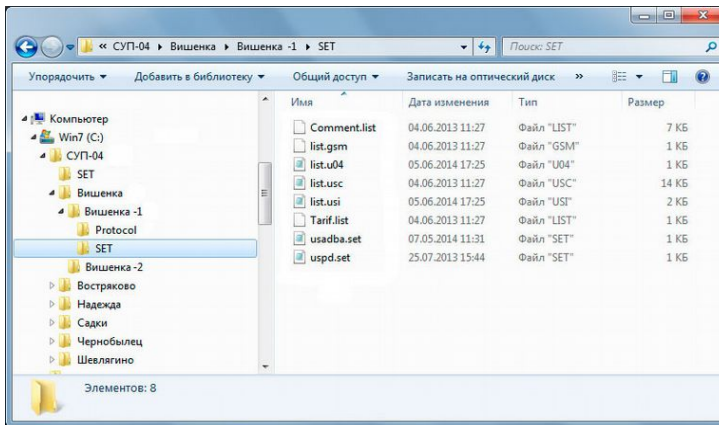 « СУП-04 ▸ Вишенка ▸ Вишенка -1 ▸ SET
Поиск: SET
Упорядочить ▼ Добавить в библиотеку ▼ Общий доступ ▼ Записать на оптический диск »
Компьютер
Win7 (C:)
СУП-04
SET
Вишенка
Вишенка -1
Protocol
SET
Вишенка -2
Востряково
Надежда
Садки
Чернобылец
Шевлягино
Имя Дата изменения Тип Размер
Comment.list 04.06.2013 11:27 Файл "LIST" 7 КБ
list.gsm 04.06.2013 11:27 Файл "GSM" 1 КБ
list.u04 05.06.2014 17:25 Файл "U04" 1 КБ
list.usc 04.06.2013 11:27 Файл "USC" 14 КБ
list.usi 05.06.2014 17:25 Файл "USI" 2 КБ
Tarif.list 04.06.2013 11:27 Файл "LIST" 1 КБ
usadba.set 07.05.2014 11:31 Файл "SET" 1 КБ
uspd.set 25.07.2013 15:44 Файл "SET" 1 КБ
Элементов: 8